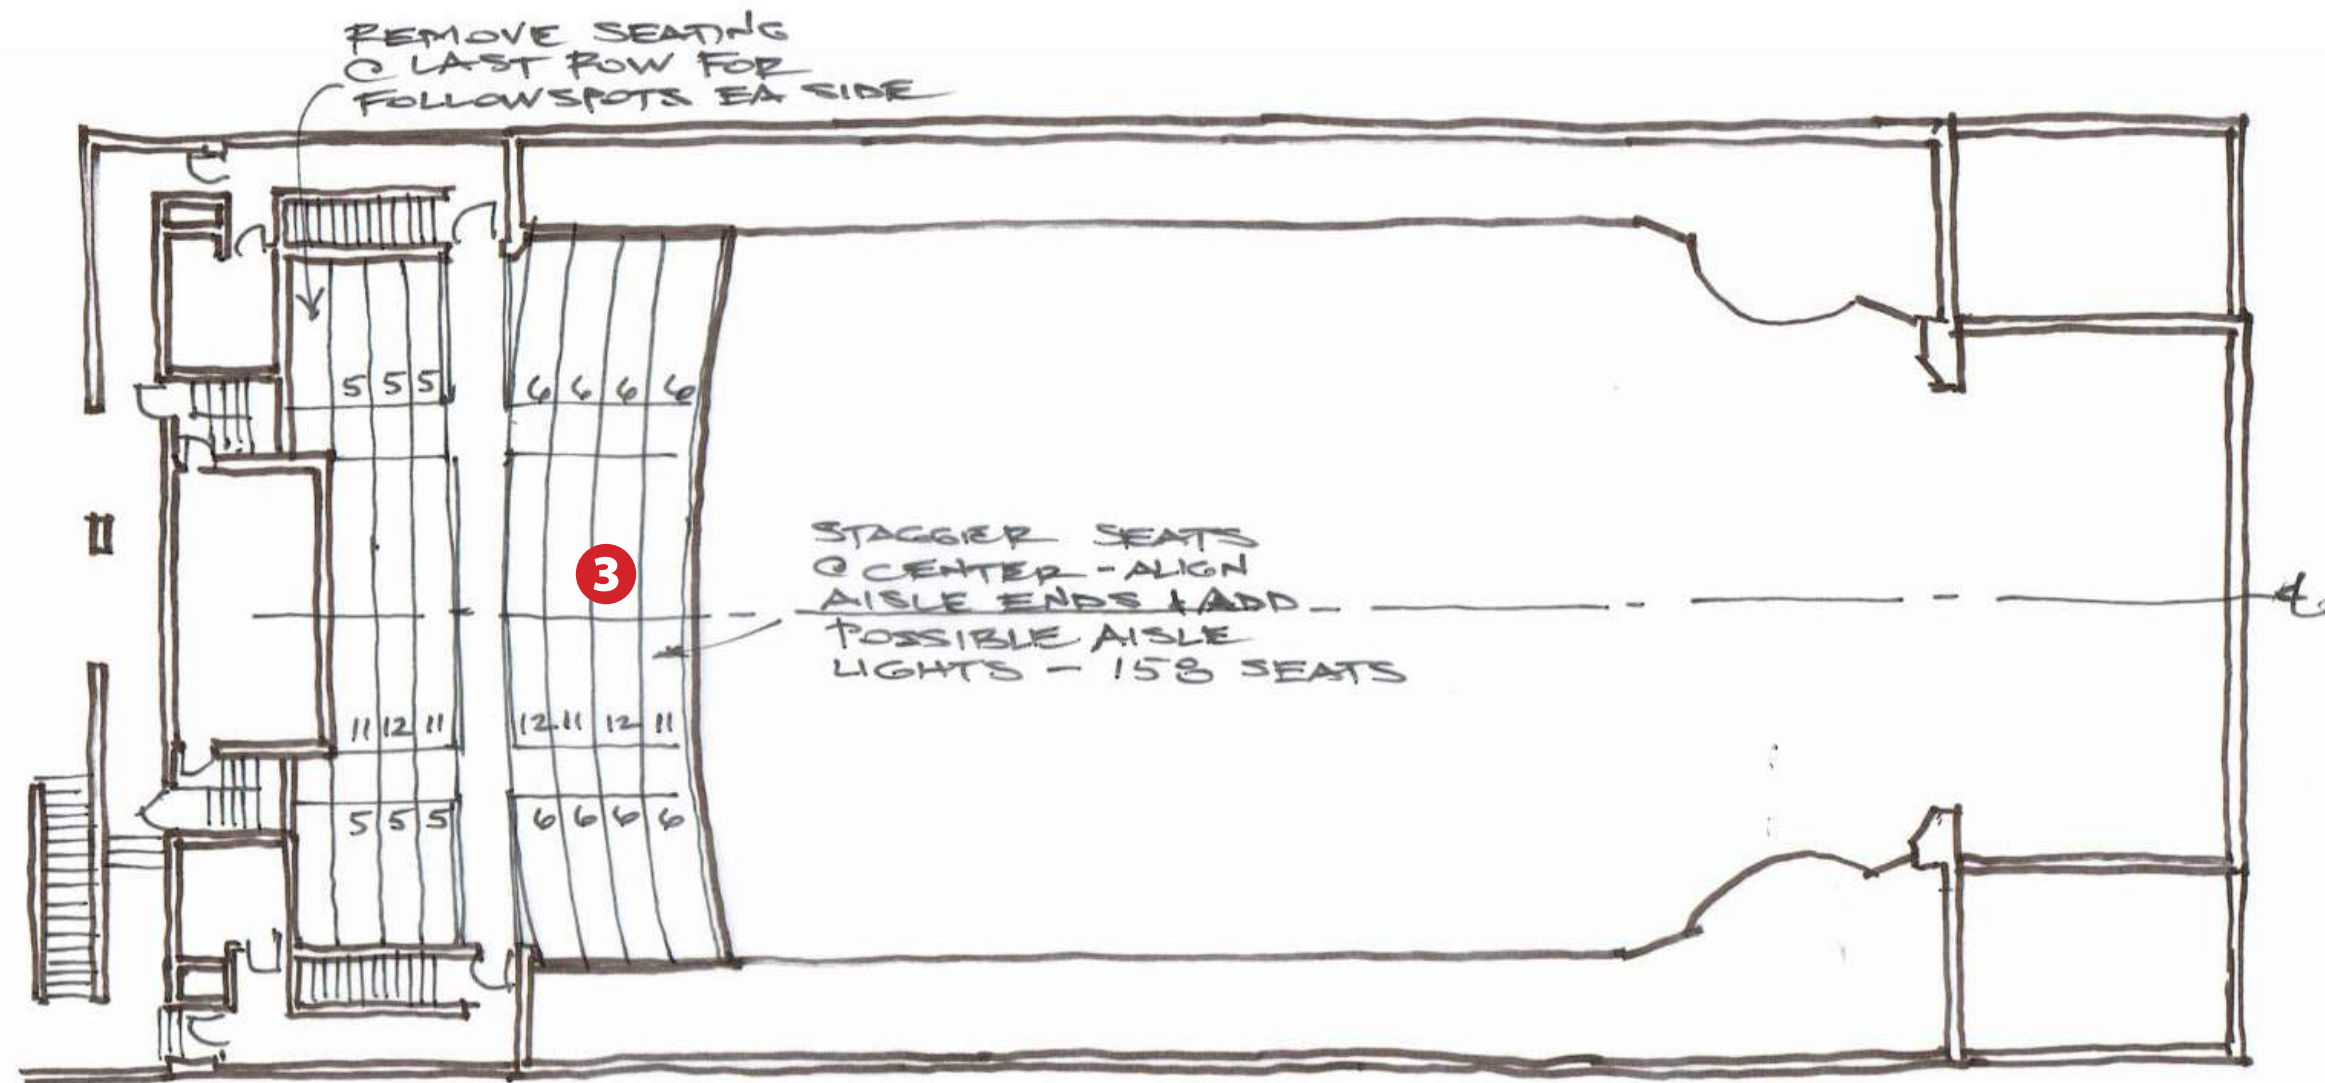 REMOVE SEATING
@ LAST ROW FOR
FOLLOWSPOTS EA SIDE
5 5 5
6 6 6 6
3
STAGGER SEATS
@ CENTER - ALIGN
AISLE ENDS + ADD
POSSIBLE AISLE
LIGHTS - 158 SEATS
℄
11 12 11
12 11 12 11
5 5 5
6 6 6 6